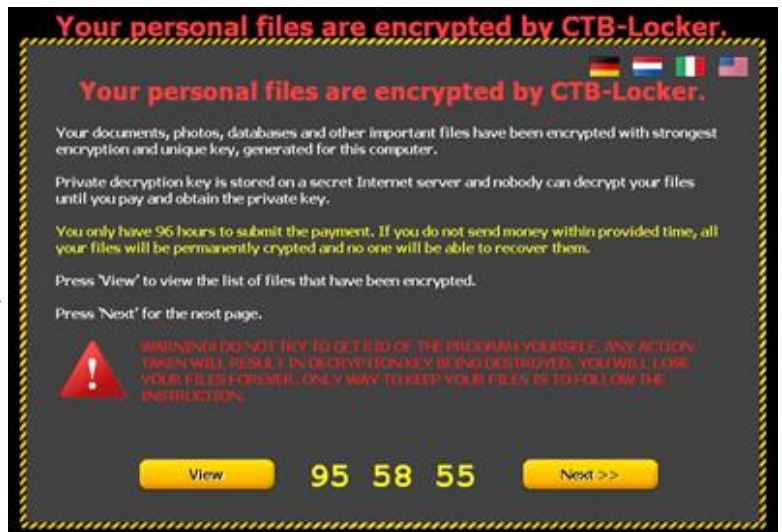 Your personal files are encrypted by CTB-Locker.
Your personal files are encrypted by CTB-Locker.
Your documents, photos, databases and other important files have been encrypted with strongest
encryption and unique key, generated for this computer.
Private decryption key is stored on a secret Internet server and nobody can decrypt your files
until you pay and obtain the private key.
You only have 96 hours to submit the payment. If you do not send money within provided time, all
your files will be permanently crypted and no one will be able to recover them.
Press 'View' to view the list of files that have been encrypted.
Press 'Next' for the next page.
WARNING! DO NOT TRY TO GET RID OF THE PROGRAM YOURSELF. ANY ACTION
TAKEN WILL RESULT IN DECRYPTION KEY BEING DESTROYED. YOU WILL LOSE
YOUR FILES FOREVER. ONLY WAY TO KEEP YOUR FILES IS TO FOLLOW THE
INSTRUCTION.
View 95 58 55 Next >>